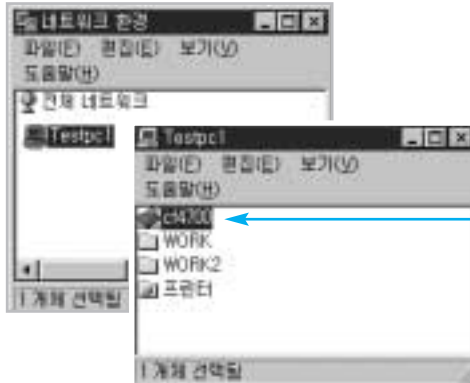 네트워크 환경
파일(F) 편집(E) 보기(V)
도움말(H)
전체 네트워크
Testpc1
1 개체 선택됨
Testpc1
파일(F) 편집(E) 보기(V)
도움말(H)
WORK
WORK2
프린터
1 개체 선택됨